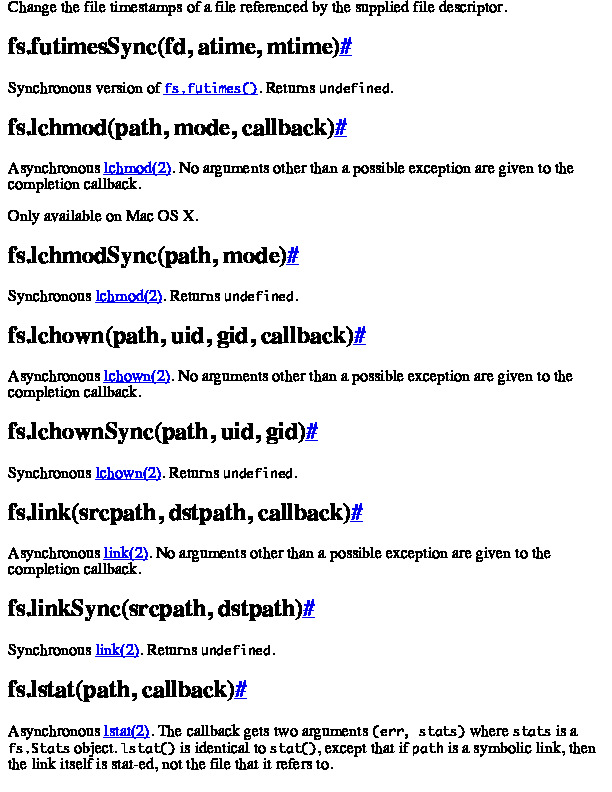 Change the file timestamps of a file referenced by the supplied file descriptor.
fs.futimesSync(fd, atime, mtime)#
Synchronous version of fs.futimes(). Returns undefined.
fs.lchmod(path, mode, callback)#
Asynchronous lchmod(2). No arguments other than a possible exception are given to the
completion callback.
Only available on Mac OS X.
fs.lchmodSync(path, mode)#
Synchronous lchmod(2). Returns undefined.
fs.lchown(path, uid, gid, callback)#
Asynchronous lchown(2). No arguments other than a possible exception are given to the
completion callback.
fs.lchownSync(path, uid, gid)#
Synchronous lchown(2). Returns undefined.
fs.link(srcpath, dstpath, callback)#
Asynchronous link(2). No arguments other than a possible exception are given to the
completion callback.
fs.linkSync(srcpath, dstpath)#
Synchronous link(2). Returns undefined.
fs.lstat(path, callback)#
Asynchronous lstat(2). The callback gets two arguments (err, stats) where stats is a
fs.Stats object. lstat() is identical to stat(), except that if path is a symbolic link, then
the link itself is stat-ed, not the file that it refers to.